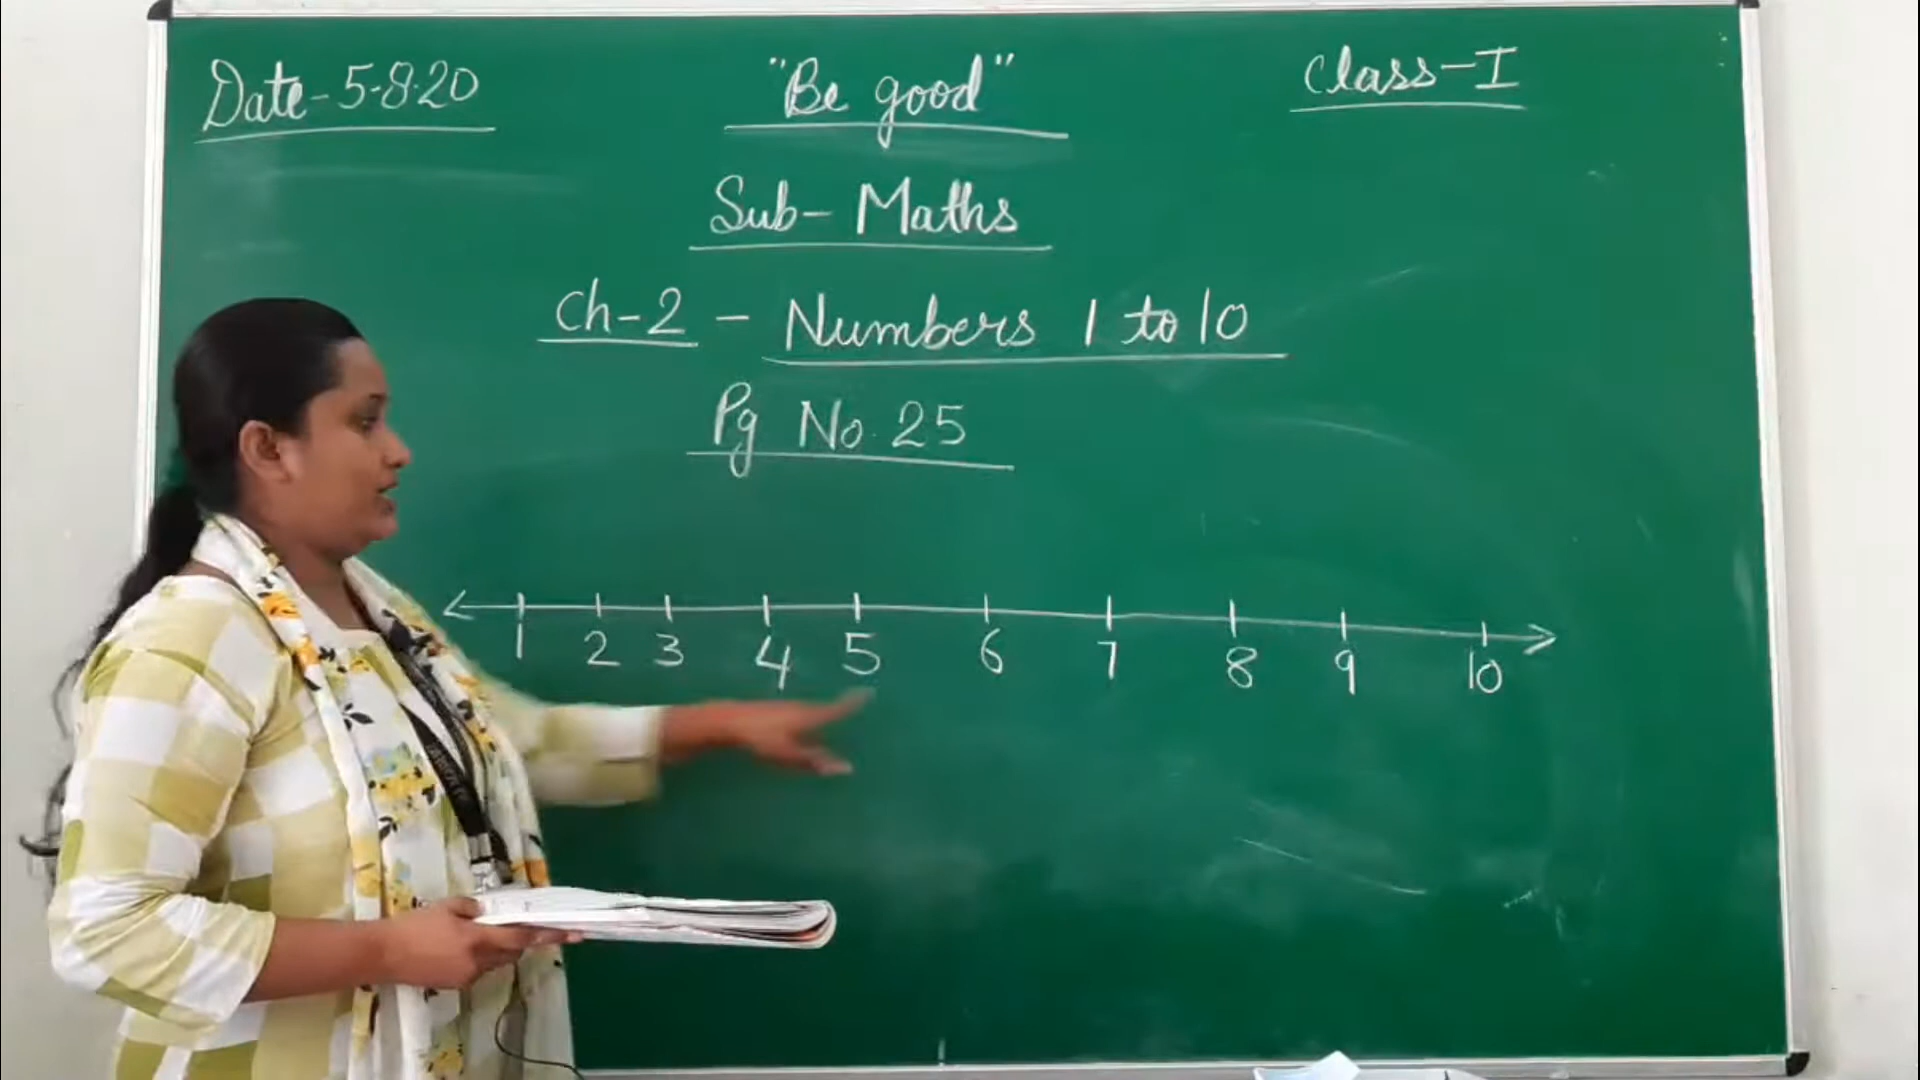 Date-5-8-20
"Be good"
Class-I
Sub- Maths
Ch-2 - Numbers 1 to 10
Pg No. 25
1 2 3 4 5 6 7 8 9 10